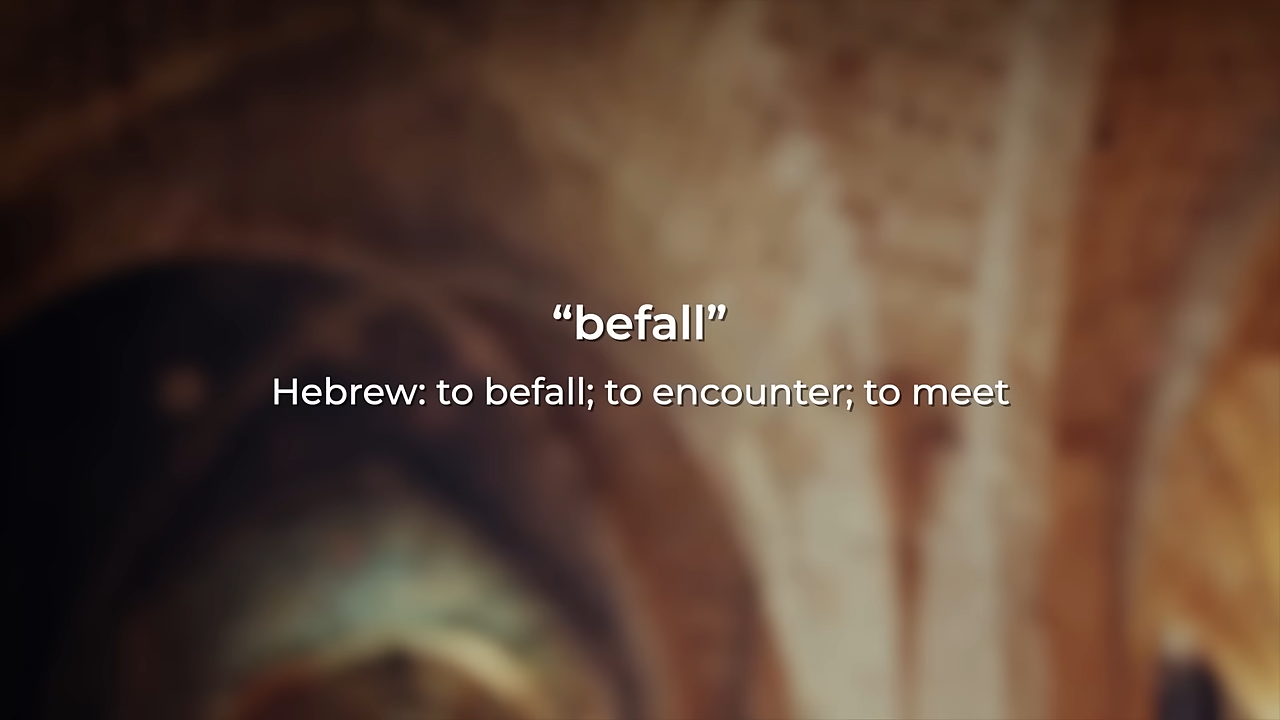 “befall”
Hebrew: to befall; to encounter; to meet